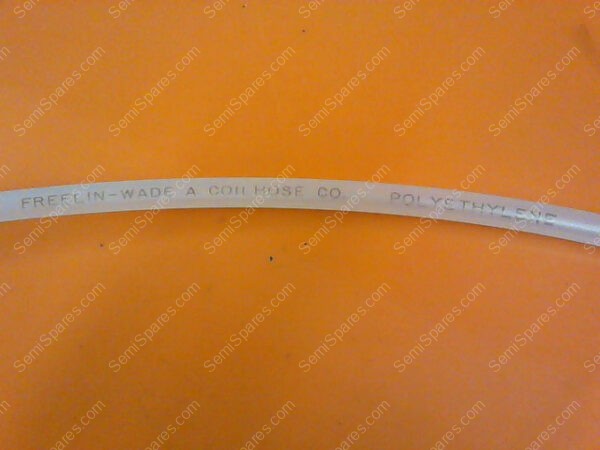 FREELIN-WADE A COILHOSE CO. POLYETHYLENE
SemiSpares.com